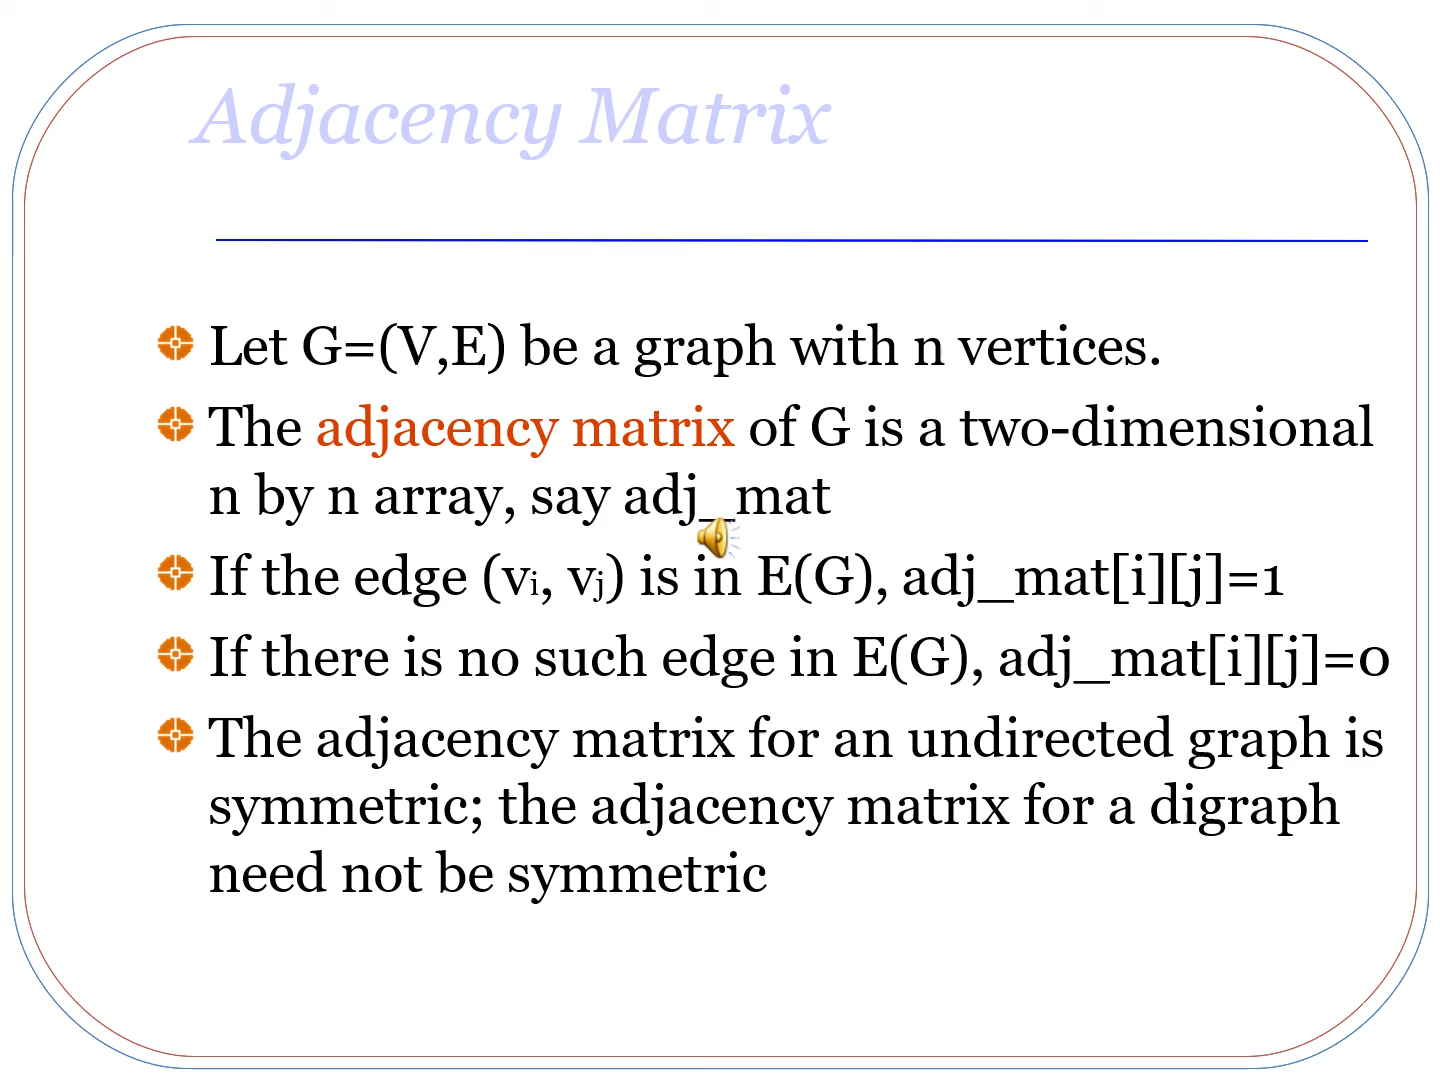 Adjacency Matrix
Let G=(V,E) be a graph with n vertices.
The adjacency matrix of G is a two-dimensional
n by n array, say adj_mat
If the edge (vi, vj) is in E(G), adj_mat[i][j]=1
If there is no such edge in E(G), adj_mat[i][j]=0
The adjacency matrix for an undirected graph is
symmetric; the adjacency matrix for a digraph
need not be symmetric